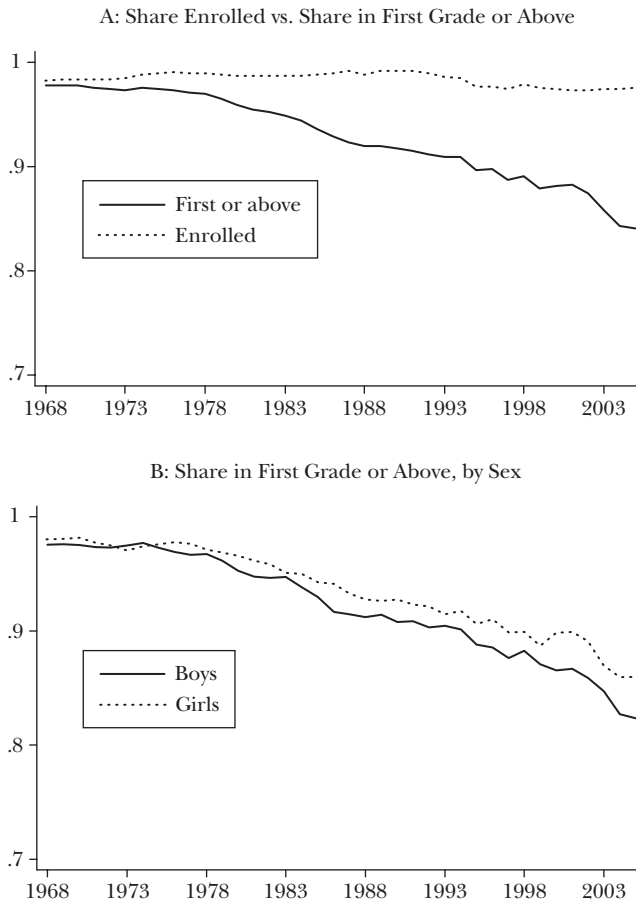 A: Share Enrolled vs. Share in First Grade or Above
1
.9
First or above
Enrolled
.8
.7
1968 1973 1978 1983 1988 1993 1998 2003
B: Share in First Grade or Above, by Sex
1
.9
Boys
Girls
.8
.7
1968 1973 1978 1983 1988 1993 1998 2003